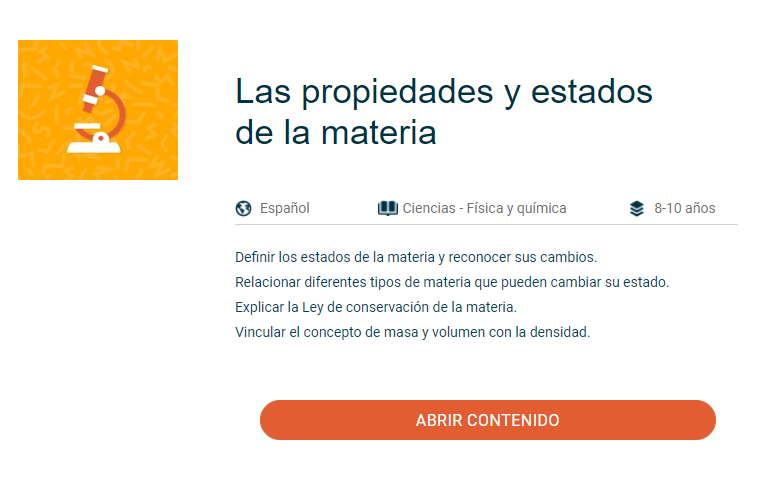 Las propiedades y estados
de la materia
Español
Ciencias - Física y química
8-10 años
Definir los estados de la materia y reconocer sus cambios.
Relacionar diferentes tipos de materia que pueden cambiar su estado.
Explicar la Ley de conservación de la materia.
Vincular el concepto de masa y volumen con la densidad.
ABRIR CONTENIDO